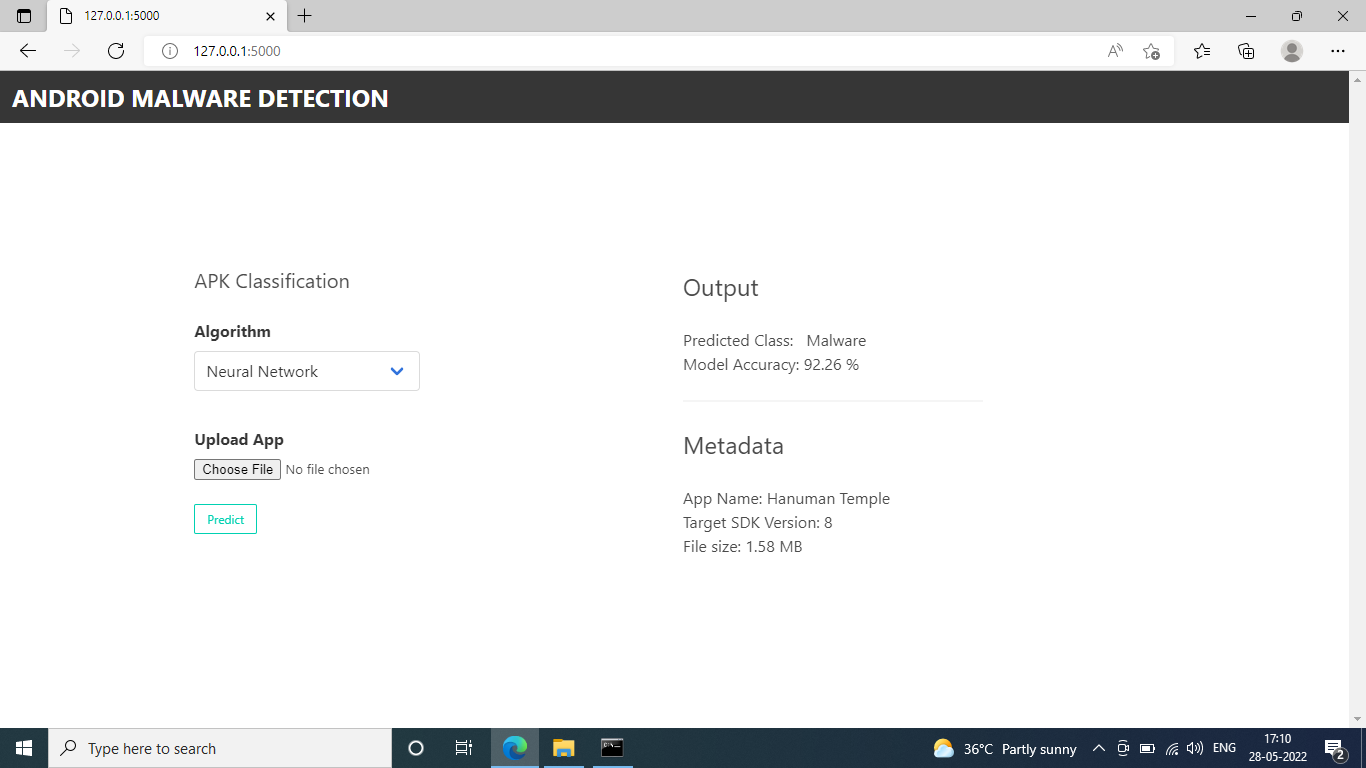 127.0.0.1:5000
127.0.0.1:5000
ANDROID MALWARE DETECTION
APK Classification
Algorithm
Neural Network
Upload App
Choose File No file chosen
Predict
Output
Predicted Class: Malware
Model Accuracy: 92.26 %
Metadata
App Name: Hanuman Temple
Target SDK Version: 8
File size: 1.58 MB
Type here to search
36°C Partly sunny
ENG
17:10
28-05-2022
2